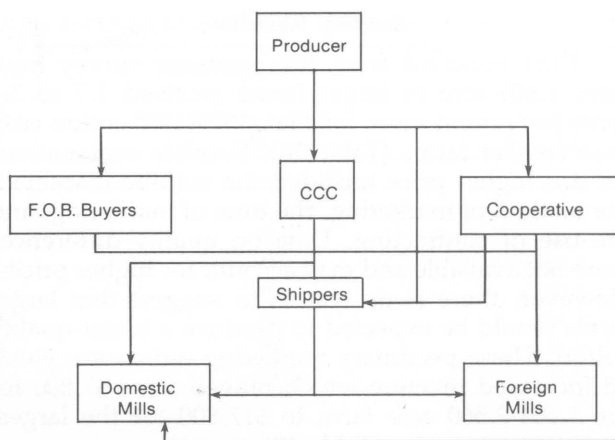 Producer
F.O.B. Buyers
CCC
Cooperative
Shippers
Domestic
Mills
Foreign
Mills